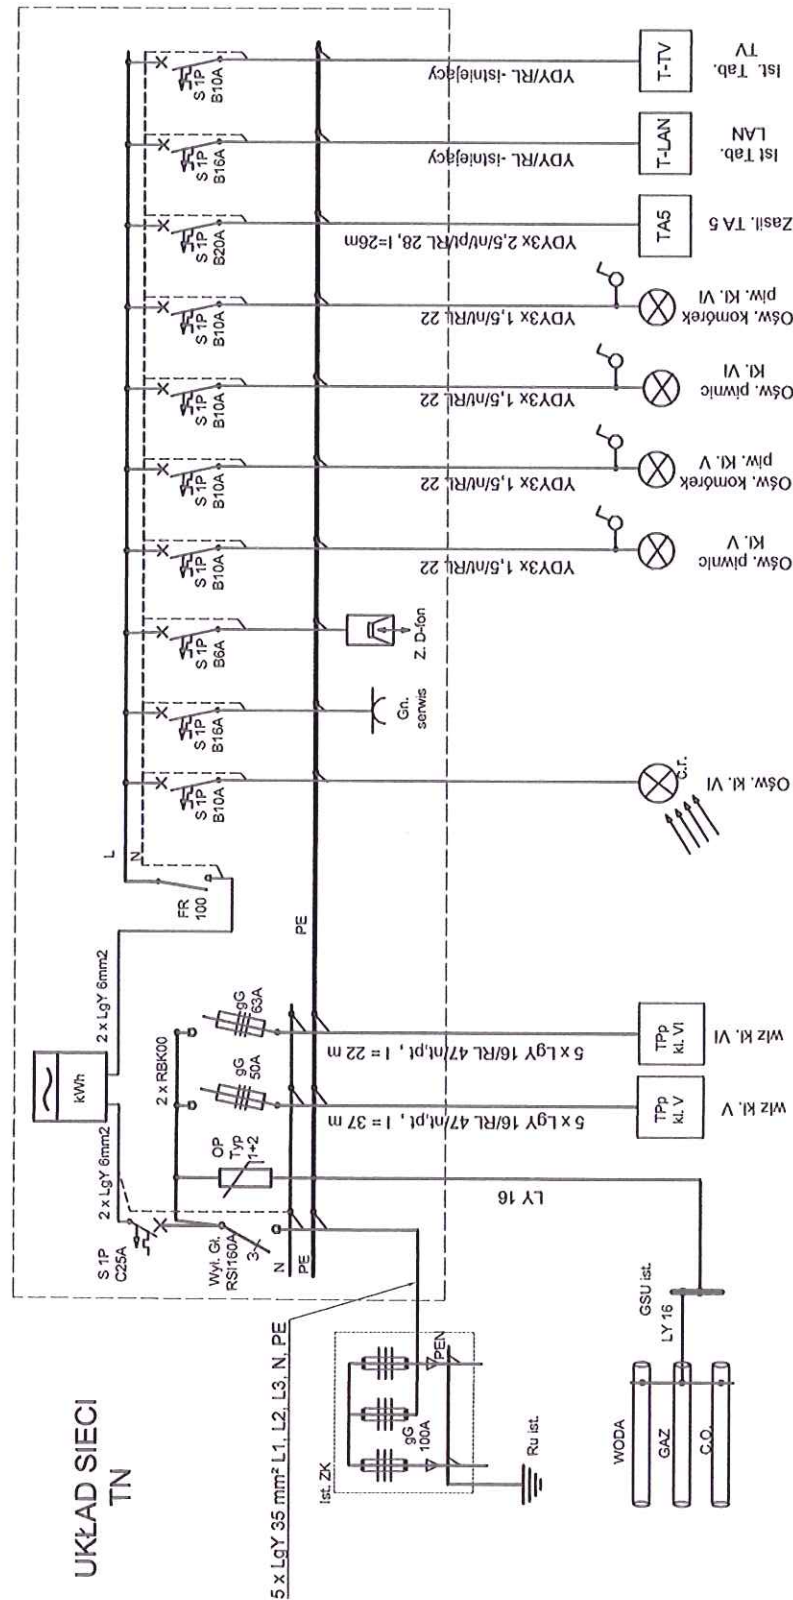 UKŁAD SIECI
TN
5 x LgY 35 mm² L1, L2, L3, N, PE
Ist. ZK
gG
100A
PEN
Ru ist.
WODA
GAZ
C.O.
LY 16
GSU ist.
LY 16
S 1P
C25A
2 x LgY 6mm2
kWh
2 x LgY 6mm2
Wył. Gł.
RSI160A
3
N
PE
OP
Typ
1+2
2 x RBK00
gG
50A
gG
63A
5 x LgY 16/RL 47/nt,pt , l = 37 m
5 x LgY 16/RL 47/nt,pt , l = 22 m
TPp
kl. V
wlz kl. V
TPp
kl. VI
wlz kl. VI
PE
FR
100
L
N
S 1P
B10A
c.r.
Ośw. kl. VI
S 1P
B16A
Gn.
serwis
S 1P
B6A
Z. D-fon
S 1P
B10A
YDY3x 1,5/nt/RL 22
Ośw. piwnic
Kl. V
S 1P
B10A
YDY3x 1,5/nt/RL 22
Ośw. komórek
piw. Kl. V
S 1P
B10A
YDY3x 1,5/nt/RL 22
Ośw. piwnic
Kl. VI
S 1P
B10A
YDY3x 1,5/nt/RL 22
Ośw. komórek
piw. Kl. VI
S 1P
B20A
YDY3x 2,5/nt/pt/RL 28, l=26m
TA5
Zasil. TA 5
S 1P
B16A
YDY/RL -istniejący
T-LAN
Ist Tab.
LAN
S 1P
B10A
YDY/RL -istniejący
T-TV
Ist. Tab.
TV